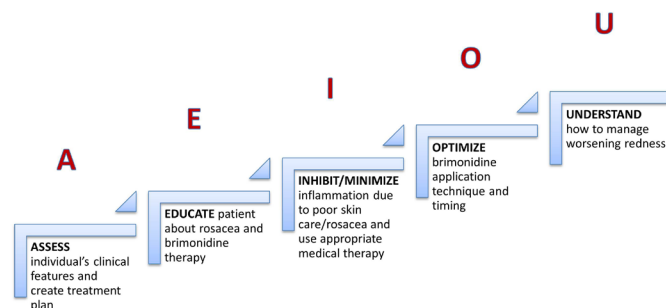 A
ASSESS
individual's clinical
features and
create treatment
plan
E
EDUCATE patient
about rosacea and
brimonidine
therapy
I
INHIBIT/MINIMIZE
inflammation due
to poor skin
care/rosacea and
use appropriate
medical therapy
O
OPTIMIZE
brimonidine
application
technique and
timing
U
UNDERSTAND
how to manage
worsening redness